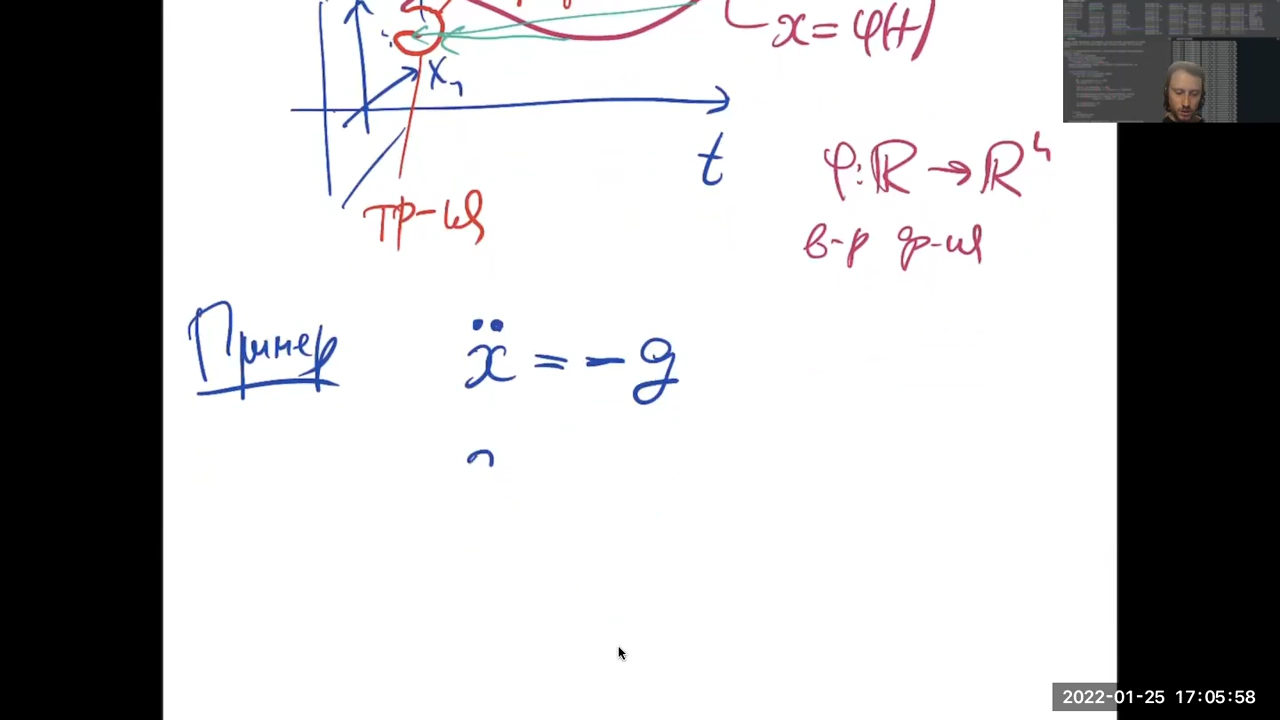 x = φ(t)
x₁
t
φ: ℝ → ℝⁿ
тр-ия
в-р ф-ия
Пример
ẍ = -g
2022-01-25 17:05:58